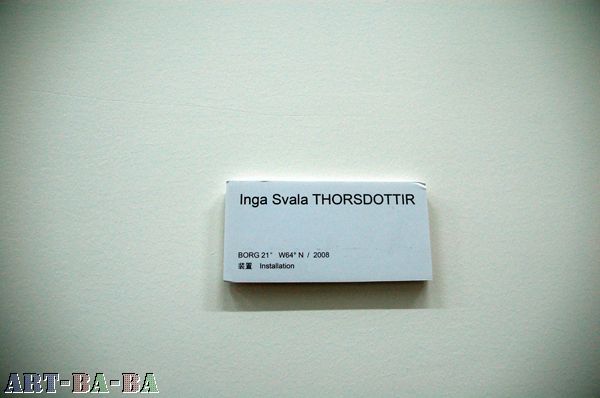 Inga Svala THORSDOTTIR
BORG 21° W64° N / 2008
装置 Installation
ART-BA-BA